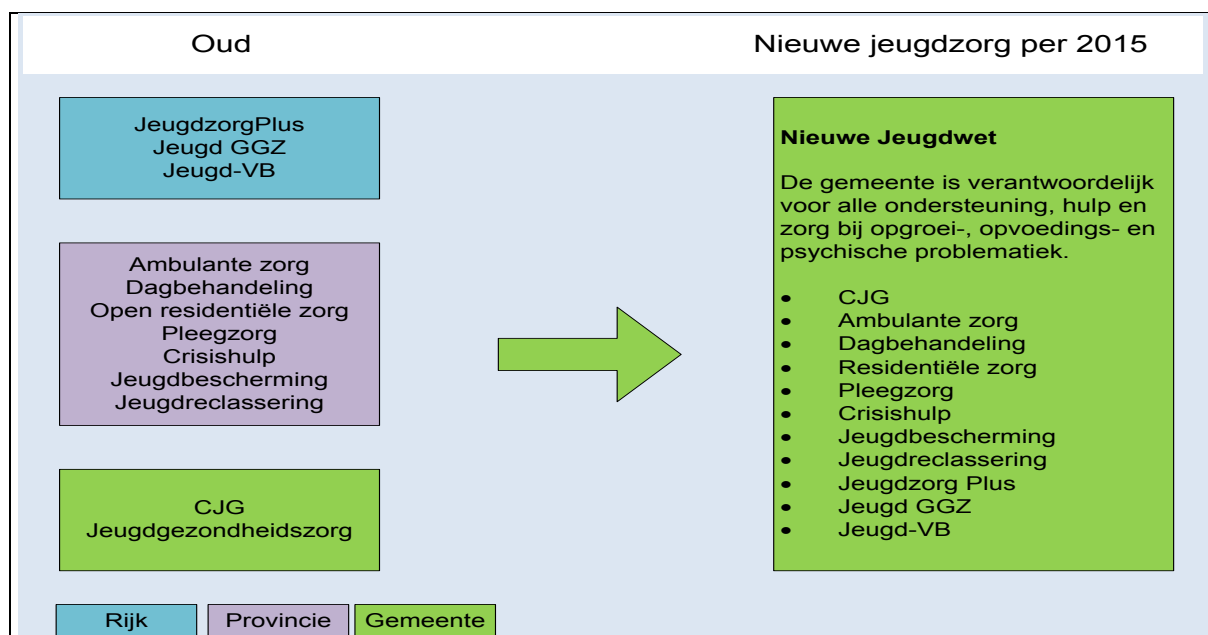 Oud
Nieuwe jeugdzorg per 2015
JeugdzorgPlus
Jeugd GGZ
Jeugd-VB
Ambulante zorg
Dagbehandeling
Open residentiële zorg
Pleegzorg
Crisishulp
Jeugdbescherming
Jeugdreclassering
CJG
Jeugdgezondheidszorg
Nieuwe Jeugdwet
De gemeente is verantwoordelijk
voor alle ondersteuning, hulp en
zorg bij opgroei-, opvoedings- en
psychische problematiek.
• CJG
• Ambulante zorg
• Dagbehandeling
• Residentiële zorg
• Pleegzorg
• Crisishulp
• Jeugdbescherming
• Jeugdreclassering
• Jeugdzorg Plus
• Jeugd GGZ
• Jeugd-VB
Rijk
Provincie
Gemeente